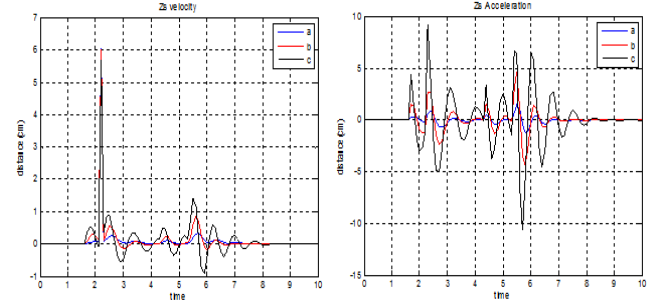 Zs velocity
7
6
5
4
3
2
1
0
-1
0 1 2 3 4 5 6 7 8 9 10
time
distance (cm)
a
b
c
Zs Acceleration
10
5
0
-5
-10
-15
0 1 2 3 4 5 6 7 8 9 10
time
distance (cm)
a
b
c